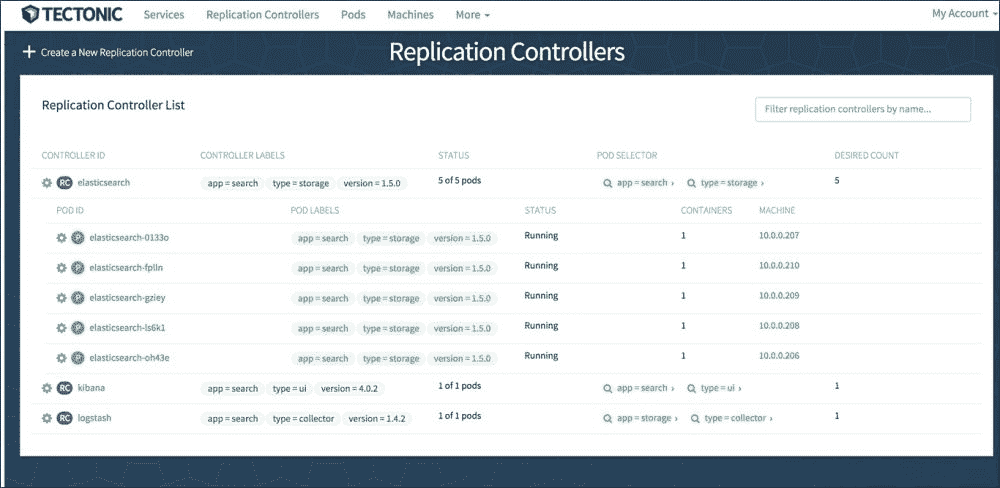 TECTONIC Services Replication Controllers Pods Machines More My Account
+ Create a New Replication Controller
Replication Controllers
Replication Controller List
Filter replication controllers by name...
CONTROLLER ID CONTROLLER LABELS STATUS POD SELECTOR DESIRED COUNT
RC elasticsearch app = search type = storage version = 1.5.0 5 of 5 pods app = search › type = storage › 5
POD ID POD LABELS STATUS CONTAINERS MACHINE
P elasticsearch-0133o app = search type = storage version = 1.5.0 Running 1 10.0.0.207
P elasticsearch-fplln app = search type = storage version = 1.5.0 Running 1 10.0.0.210
P elasticsearch-gziey app = search type = storage version = 1.5.0 Running 1 10.0.0.209
P elasticsearch-ls6k1 app = search type = storage version = 1.5.0 Running 1 10.0.0.208
P elasticsearch-oh43e app = search type = storage version = 1.5.0 Running 1 10.0.0.206
RC kibana app = search type = ui version = 4.0.2 1 of 1 pods app = search › type = ui › 1
RC logstash app = search type = collector version = 1.4.2 1 of 1 pods app = storage › type = collector › 1